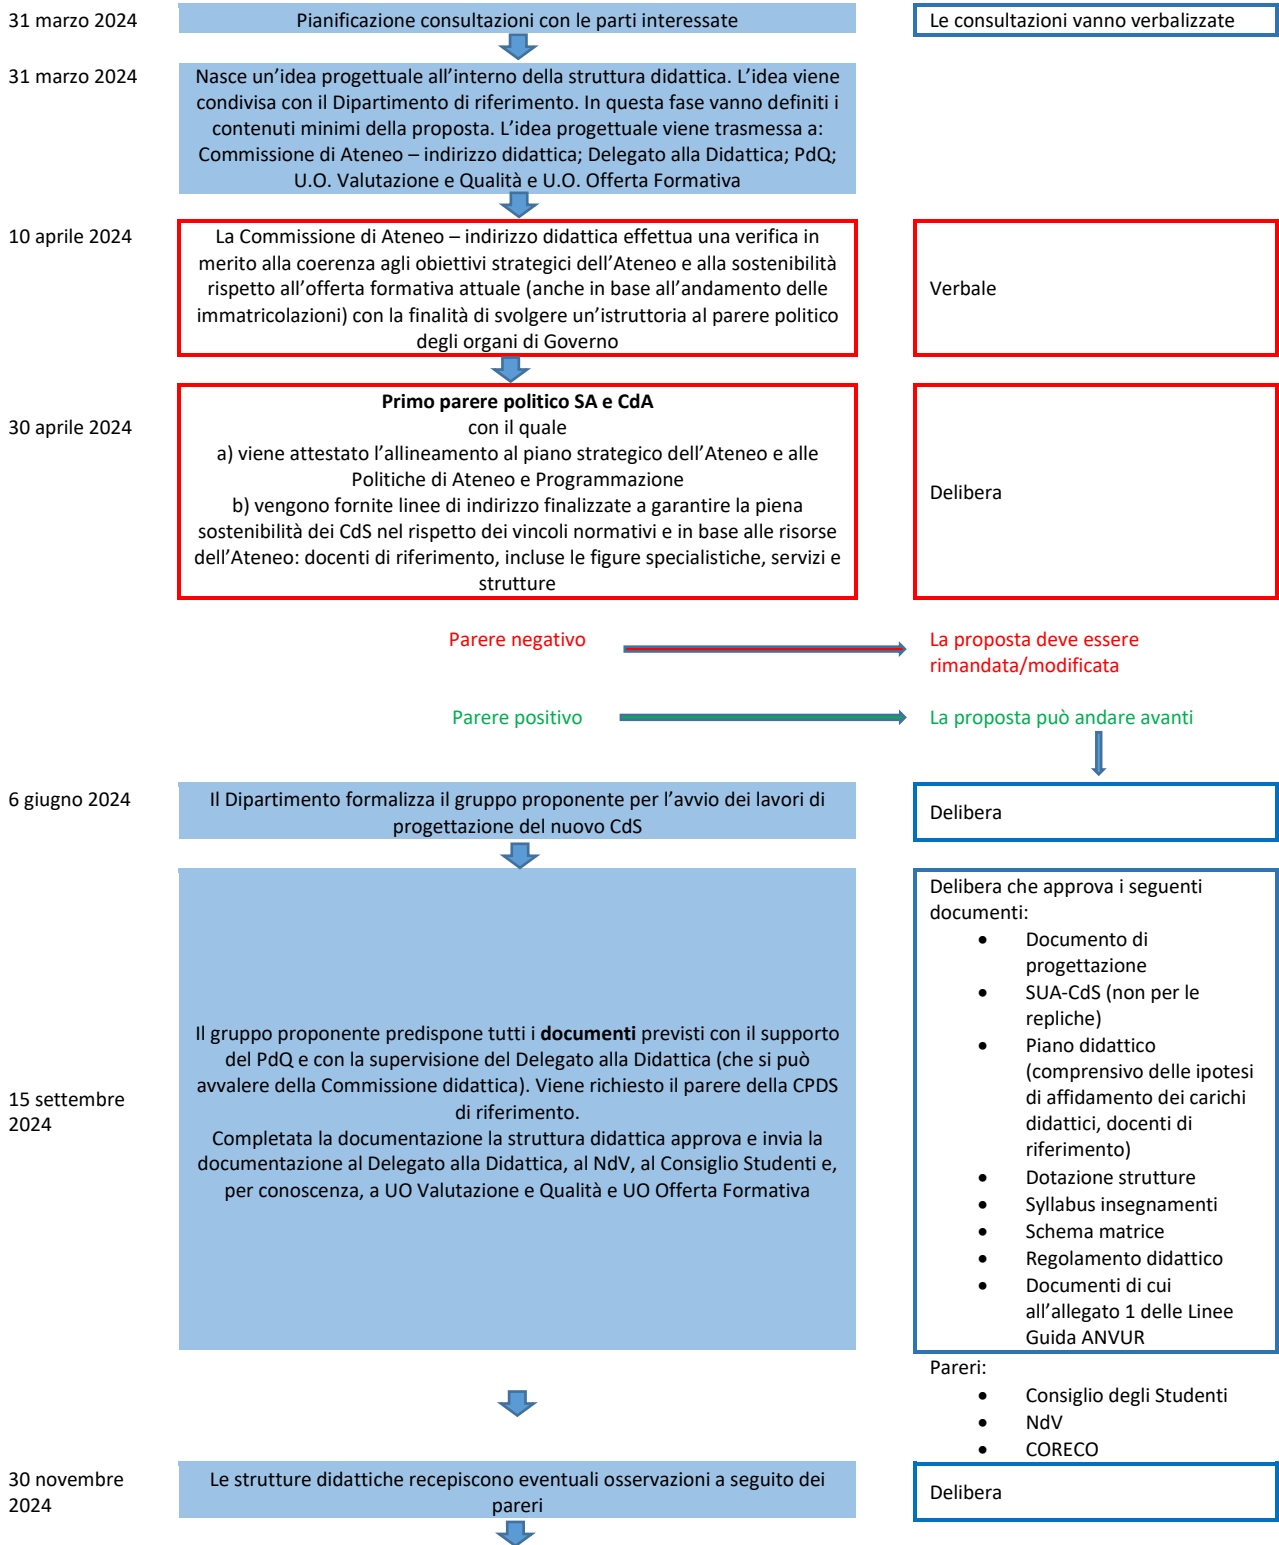 31 marzo 2024
Pianificazione consultazioni con le parti interessate
Le consultazioni vanno verbalizzate
31 marzo 2024
Nasce un’idea progettuale all’interno della struttura didattica. L’idea viene
condivisa con il Dipartimento di riferimento. In questa fase vanno definiti i
contenuti minimi della proposta. L’idea progettuale viene trasmessa a:
Commissione di Ateneo – indirizzo didattica; Delegato alla Didattica; PdQ;
U.O. Valutazione e Qualità e U.O. Offerta Formativa
10 aprile 2024
La Commissione di Ateneo – indirizzo didattica effettua una verifica in
merito alla coerenza agli obiettivi strategici dell’Ateneo e alla sostenibilità
rispetto all’offerta formativa attuale (anche in base all’andamento delle
immatricolazioni) con la finalità di svolgere un’istruttoria al parere politico
degli organi di Governo
Verbale
30 aprile 2024
Primo parere politico SA e CdA
con il quale
a) viene attestato l’allineamento al piano strategico dell’Ateneo e alle
Politiche di Ateneo e Programmazione
b) vengono fornite linee di indirizzo finalizzate a garantire la piena
sostenibilità dei CdS nel rispetto dei vincoli normativi e in base alle risorse
dell’Ateneo: docenti di riferimento, incluse le figure specialistiche, servizi e
strutture
Delibera
Parere negativo
La proposta deve essere
rimandata/modificata
Parere positivo
La proposta può andare avanti
6 giugno 2024
Il Dipartimento formalizza il gruppo proponente per l’avvio dei lavori di
progettazione del nuovo CdS
Delibera
15 settembre
2024
Il gruppo proponente predispone tutti i documenti previsti con il supporto
del PdQ e con la supervisione del Delegato alla Didattica (che si può
avvalere della Commissione didattica). Viene richiesto il parere della CPDS
di riferimento.
Completata la documentazione la struttura didattica approva e invia la
documentazione al Delegato alla Didattica, al NdV, al Consiglio Studenti e,
per conoscenza, a UO Valutazione e Qualità e UO Offerta Formativa
Delibera che approva i seguenti
documenti:
• Documento di
progettazione
• SUA-CdS (non per le
repliche)
• Piano didattico
(comprensivo delle ipotesi
di affidamento dei carichi
didattici, docenti di
riferimento)
• Dotazione strutture
• Syllabus insegnamenti
• Schema matrice
• Regolamento didattico
• Documenti di cui
all’allegato 1 delle Linee
Guida ANVUR
Pareri:
• Consiglio degli Studenti
• NdV
• CORECO
30 novembre
2024
Le strutture didattiche recepiscono eventuali osservazioni a seguito dei
pareri
Delibera